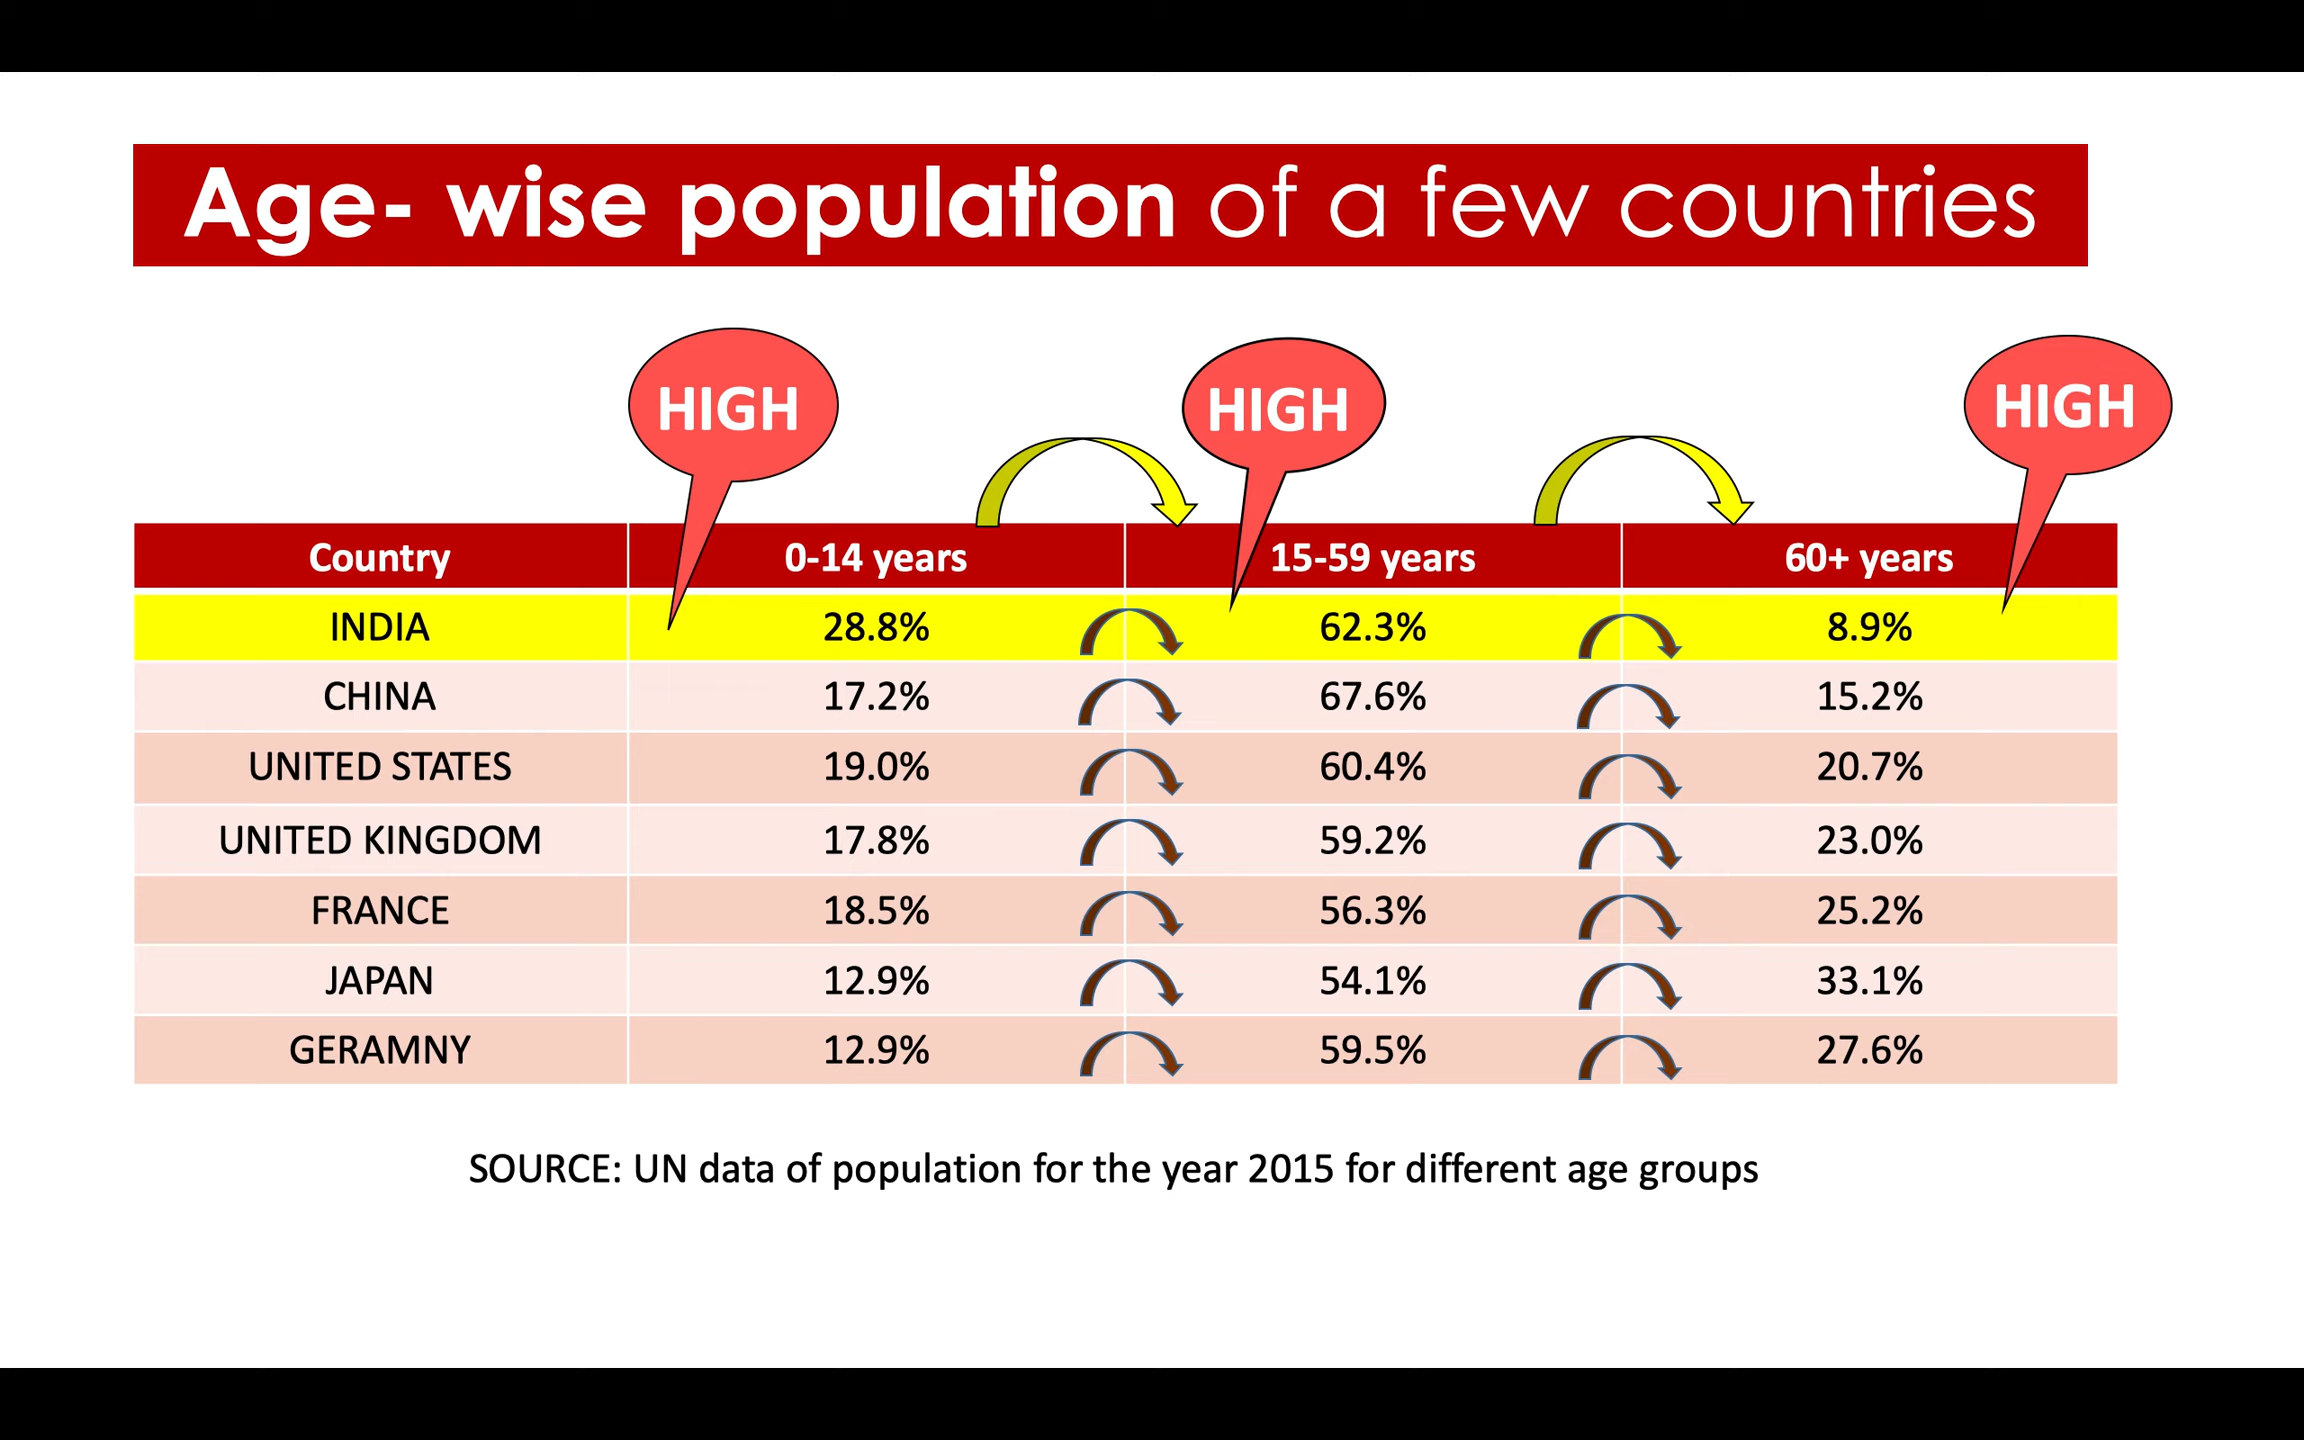 Age- wise population of a few countries
HIGH HIGH HIGH
Country 0-14 years 15-59 years 60+ years
INDIA 28.8% 62.3% 8.9%
CHINA 17.2% 67.6% 15.2%
UNITED STATES 19.0% 60.4% 20.7%
UNITED KINGDOM 17.8% 59.2% 23.0%
FRANCE 18.5% 56.3% 25.2%
JAPAN 12.9% 54.1% 33.1%
GERAMNY 12.9% 59.5% 27.6%
SOURCE: UN data of population for the year 2015 for different age groups